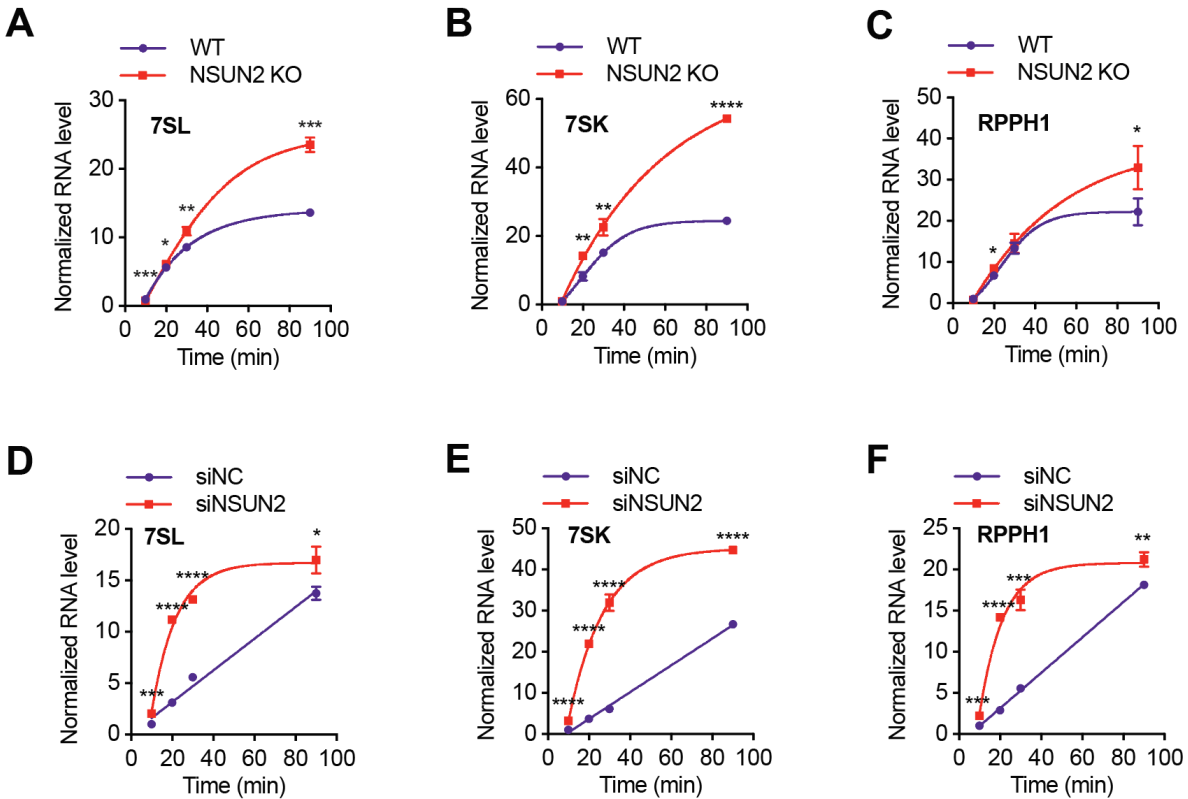 A
WT
NSUN2 KO
7SL
Normalized RNA level
30
20
10
0
***
*
**
***
0 20 40 60 80 100
Time (min)
B
WT
NSUN2 KO
7SK
Normalized RNA level
60
40
20
0
**
**
****
0 20 40 60 80 100
Time (min)
C
WT
NSUN2 KO
RPPH1
Normalized RNA level
50
40
30
20
10
0
*
*
0 20 40 60 80 100
Time (min)
D
siNC
siNSUN2
7SL
Normalized RNA level
20
15
10
5
0
***
****
****
*
0 20 40 60 80 100
Time (min)
E
siNC
siNSUN2
7SK
Normalized RNA level
50
40
30
20
10
0
****
****
****
****
0 20 40 60 80 100
Time (min)
F
siNC
siNSUN2
RPPH1
Normalized RNA level
25
20
15
10
5
0
***
****
***
**
0 20 40 60 80 100
Time (min)